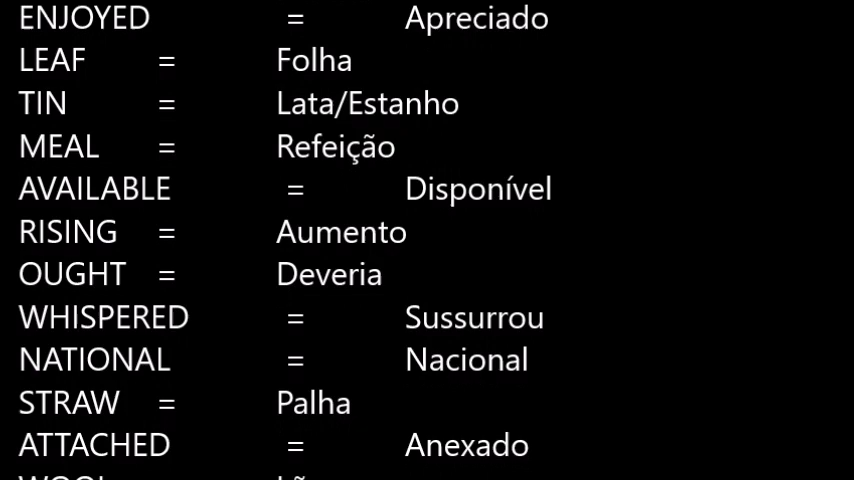 ENJOYED = Apreciado
LEAF = Folha
TIN = Lata/Estanho
MEAL = Refeição
AVAILABLE = Disponível
RISING = Aumento
OUGHT = Deveria
WHISPERED = Sussurrou
NATIONAL = Nacional
STRAW = Palha
ATTACHED = Anexado